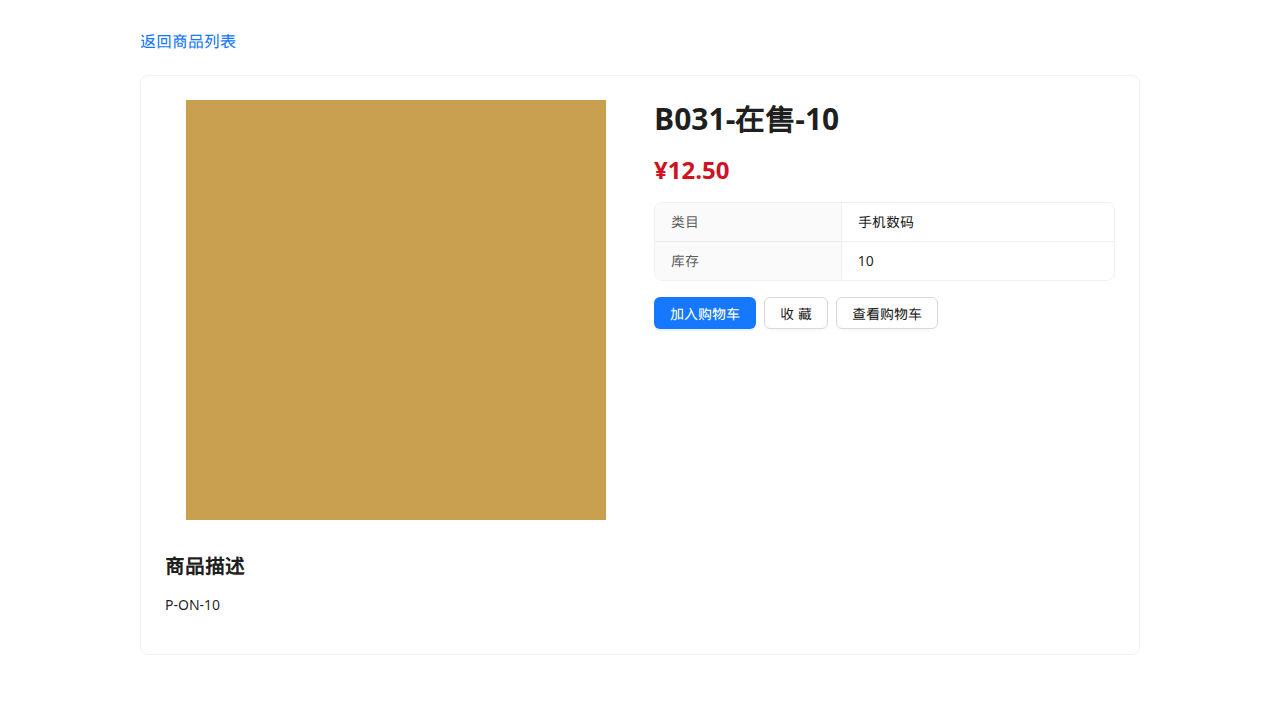 返回商品列表
B031-在售-10
¥12.50
类目 手机数码
库存 10
加入购物车 收 藏 查看购物车
商品描述
P-ON-10